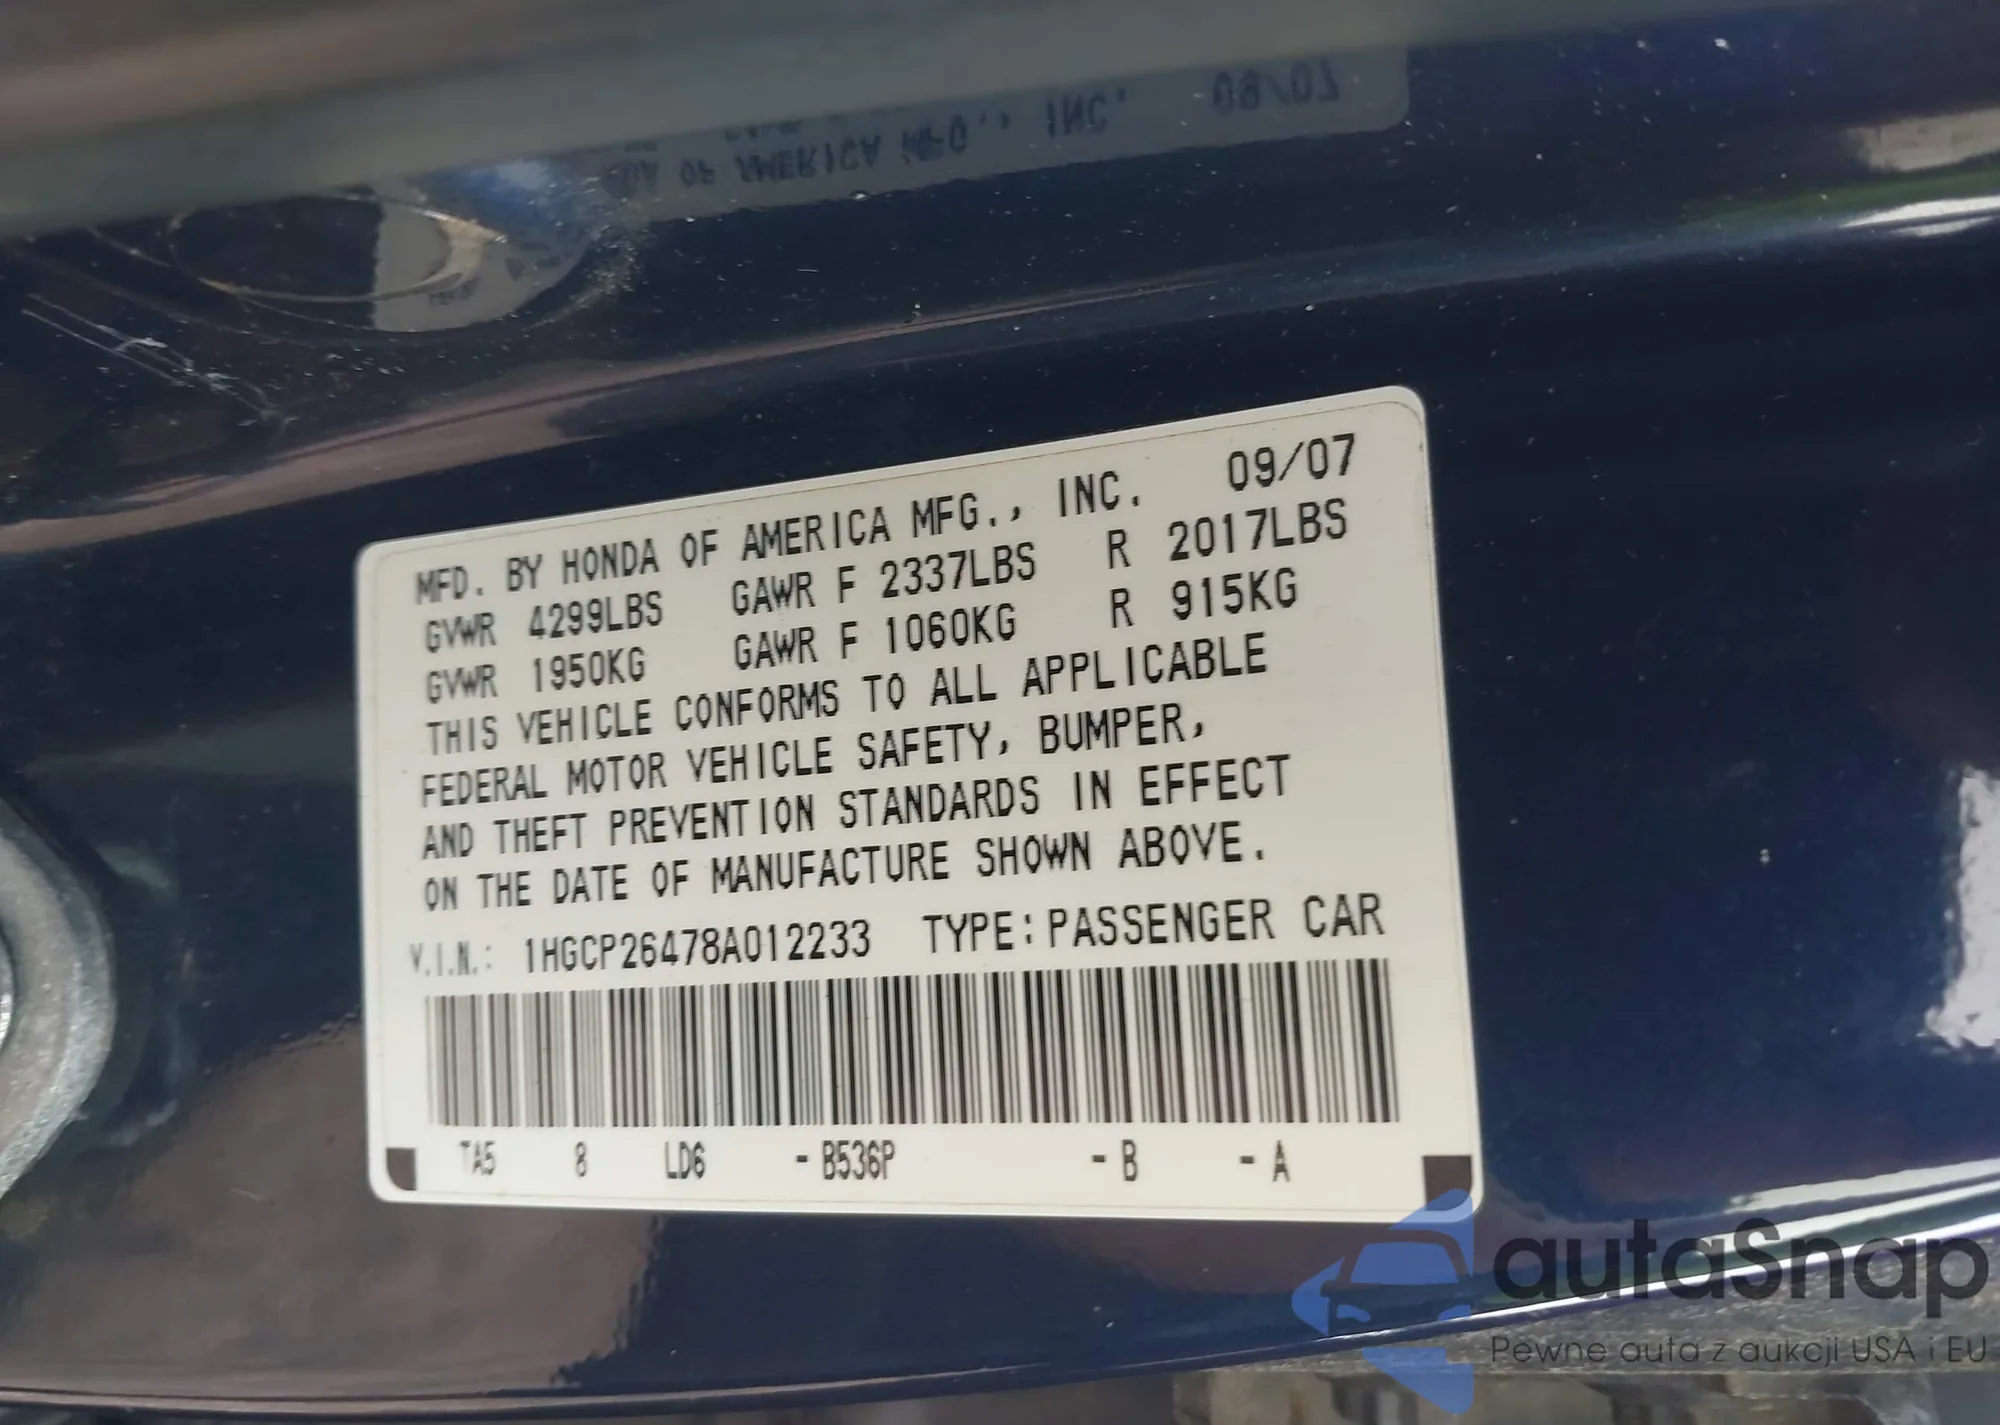 MFD. BY HONDA OF AMERICA MFG., INC. 09/07
GVWR 4299LBS GAWR F 2337LBS R 2017LBS
GVWR 1950KG GAWR F 1060KG R 915KG
THIS VEHICLE CONFORMS TO ALL APPLICABLE
FEDERAL MOTOR VEHICLE SAFETY, BUMPER,
AND THEFT PREVENTION STANDARDS IN EFFECT
ON THE DATE OF MANUFACTURE SHOWN ABOVE.
V.I.N.: 1HGCP26478A012233 TYPE:PASSENGER CAR
TA5 8 LD6 -B536P -B -A
autaSnap
Pewne auta z aukcji USA i EU